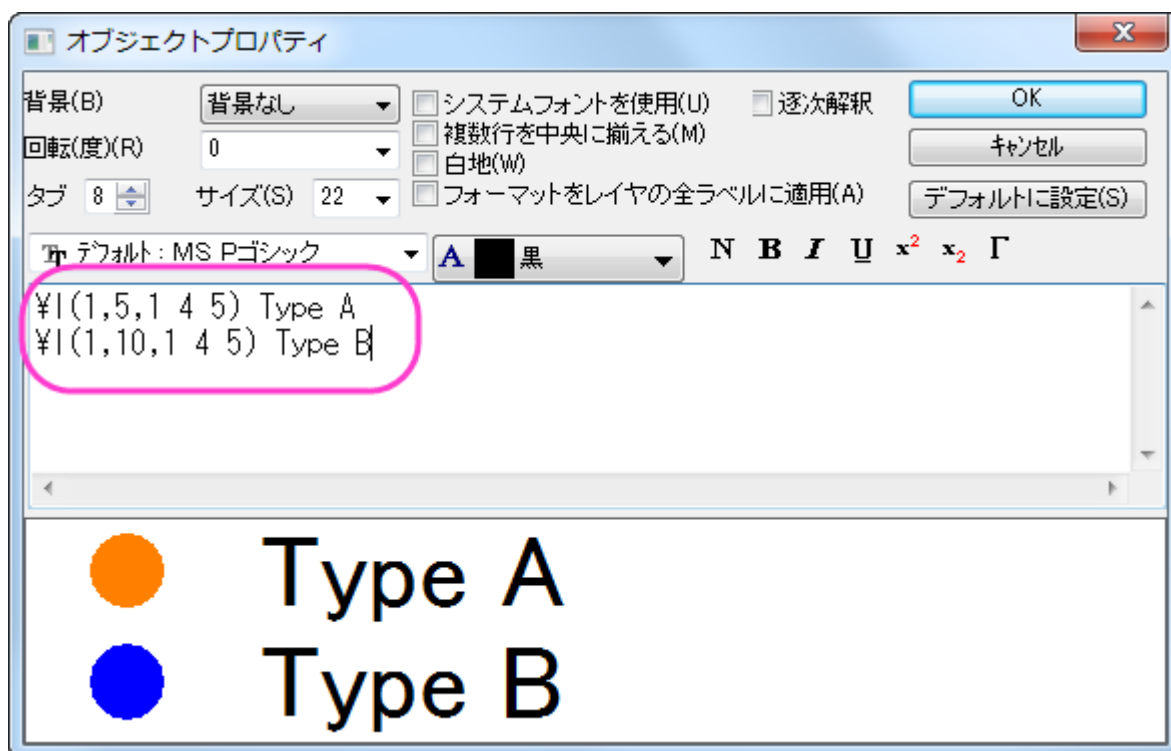 オブジェクトプロパティ
背景(B) 背景なし システムフォントを使用(U) 逐次解釈 OK
複数行を中央に揃える(M)
回転(度)(R) 0 白地(W) キャンセル
タブ 8 サイズ(S) 22 フォーマットをレイヤの全ラベルに適用(A) デフォルトに設定(S)
デフォルト : MS Pゴシック A 黒 N B I U x² x₂ Γ
¥l(1,5,1 4 5) Type A
¥l(1,10,1 4 5) Type B
Type A
Type B